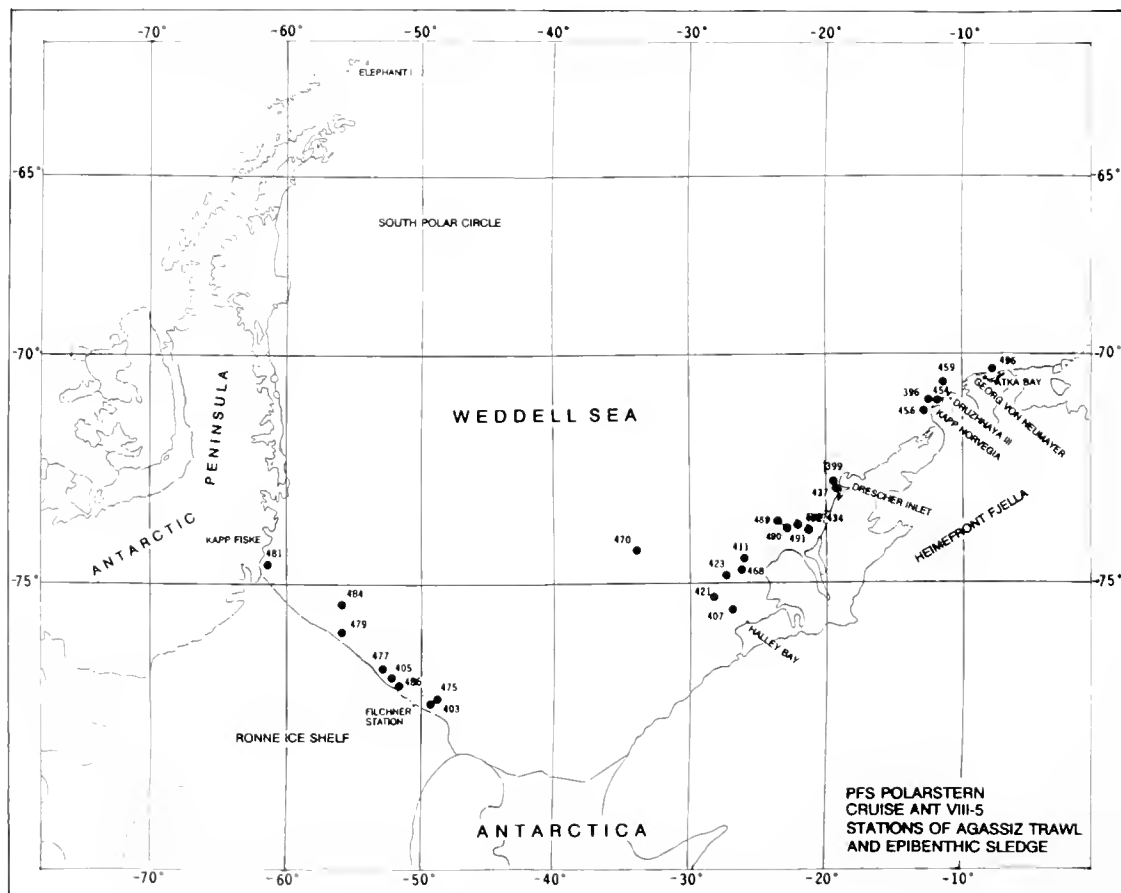 -70° -60° -50° -40° -30° -20° -10°
ELEPHANT I
-65° -65°
SOUTH POLAR CIRCLE
-70° -70°
496
459
ATKA BAY
454
396
GEORG VON NEUMAYER
456
DRUZHNAYA III
KAPP NORVEGIA
WEDDELL SEA
PENINSULA
ANTARCTIC
399
437
DRESCHER INLET
489
434
490
491
HEIMEFRONT FJELLA
KAPP FISKE
481
470
411
423
468
-75° -75°
421
407
HALLEY BAY
484
479
477
405
486
475
403
FILCHNER
STATION
RONNE ICE SHELF
ANTARCTICA
PFS POLARSTERN
CRUISE ANT VIII-5
STATIONS OF AGASSIZ TRAWL
AND EPIBENTHIC SLEDGE
-70° -60° -50° -40° -30° -20° -10°